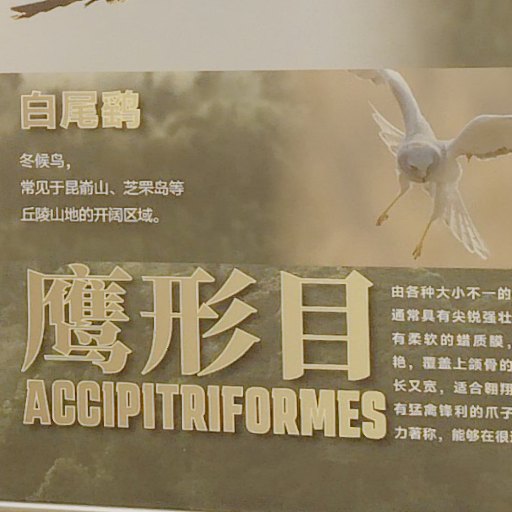 白尾鹞
冬候鸟，
常见于昆嵛山、芝罘岛等
丘陵山地的开阔区域。
鹰形目
ACCIPITRIFORMES
由各种大小不一的
通常具有尖锐强壮
有柔软的蜡质膜，
艳，覆盖上颌骨的
长又宽，适合翱翔
有猛禽锋利的爪子
力著称，能够在很